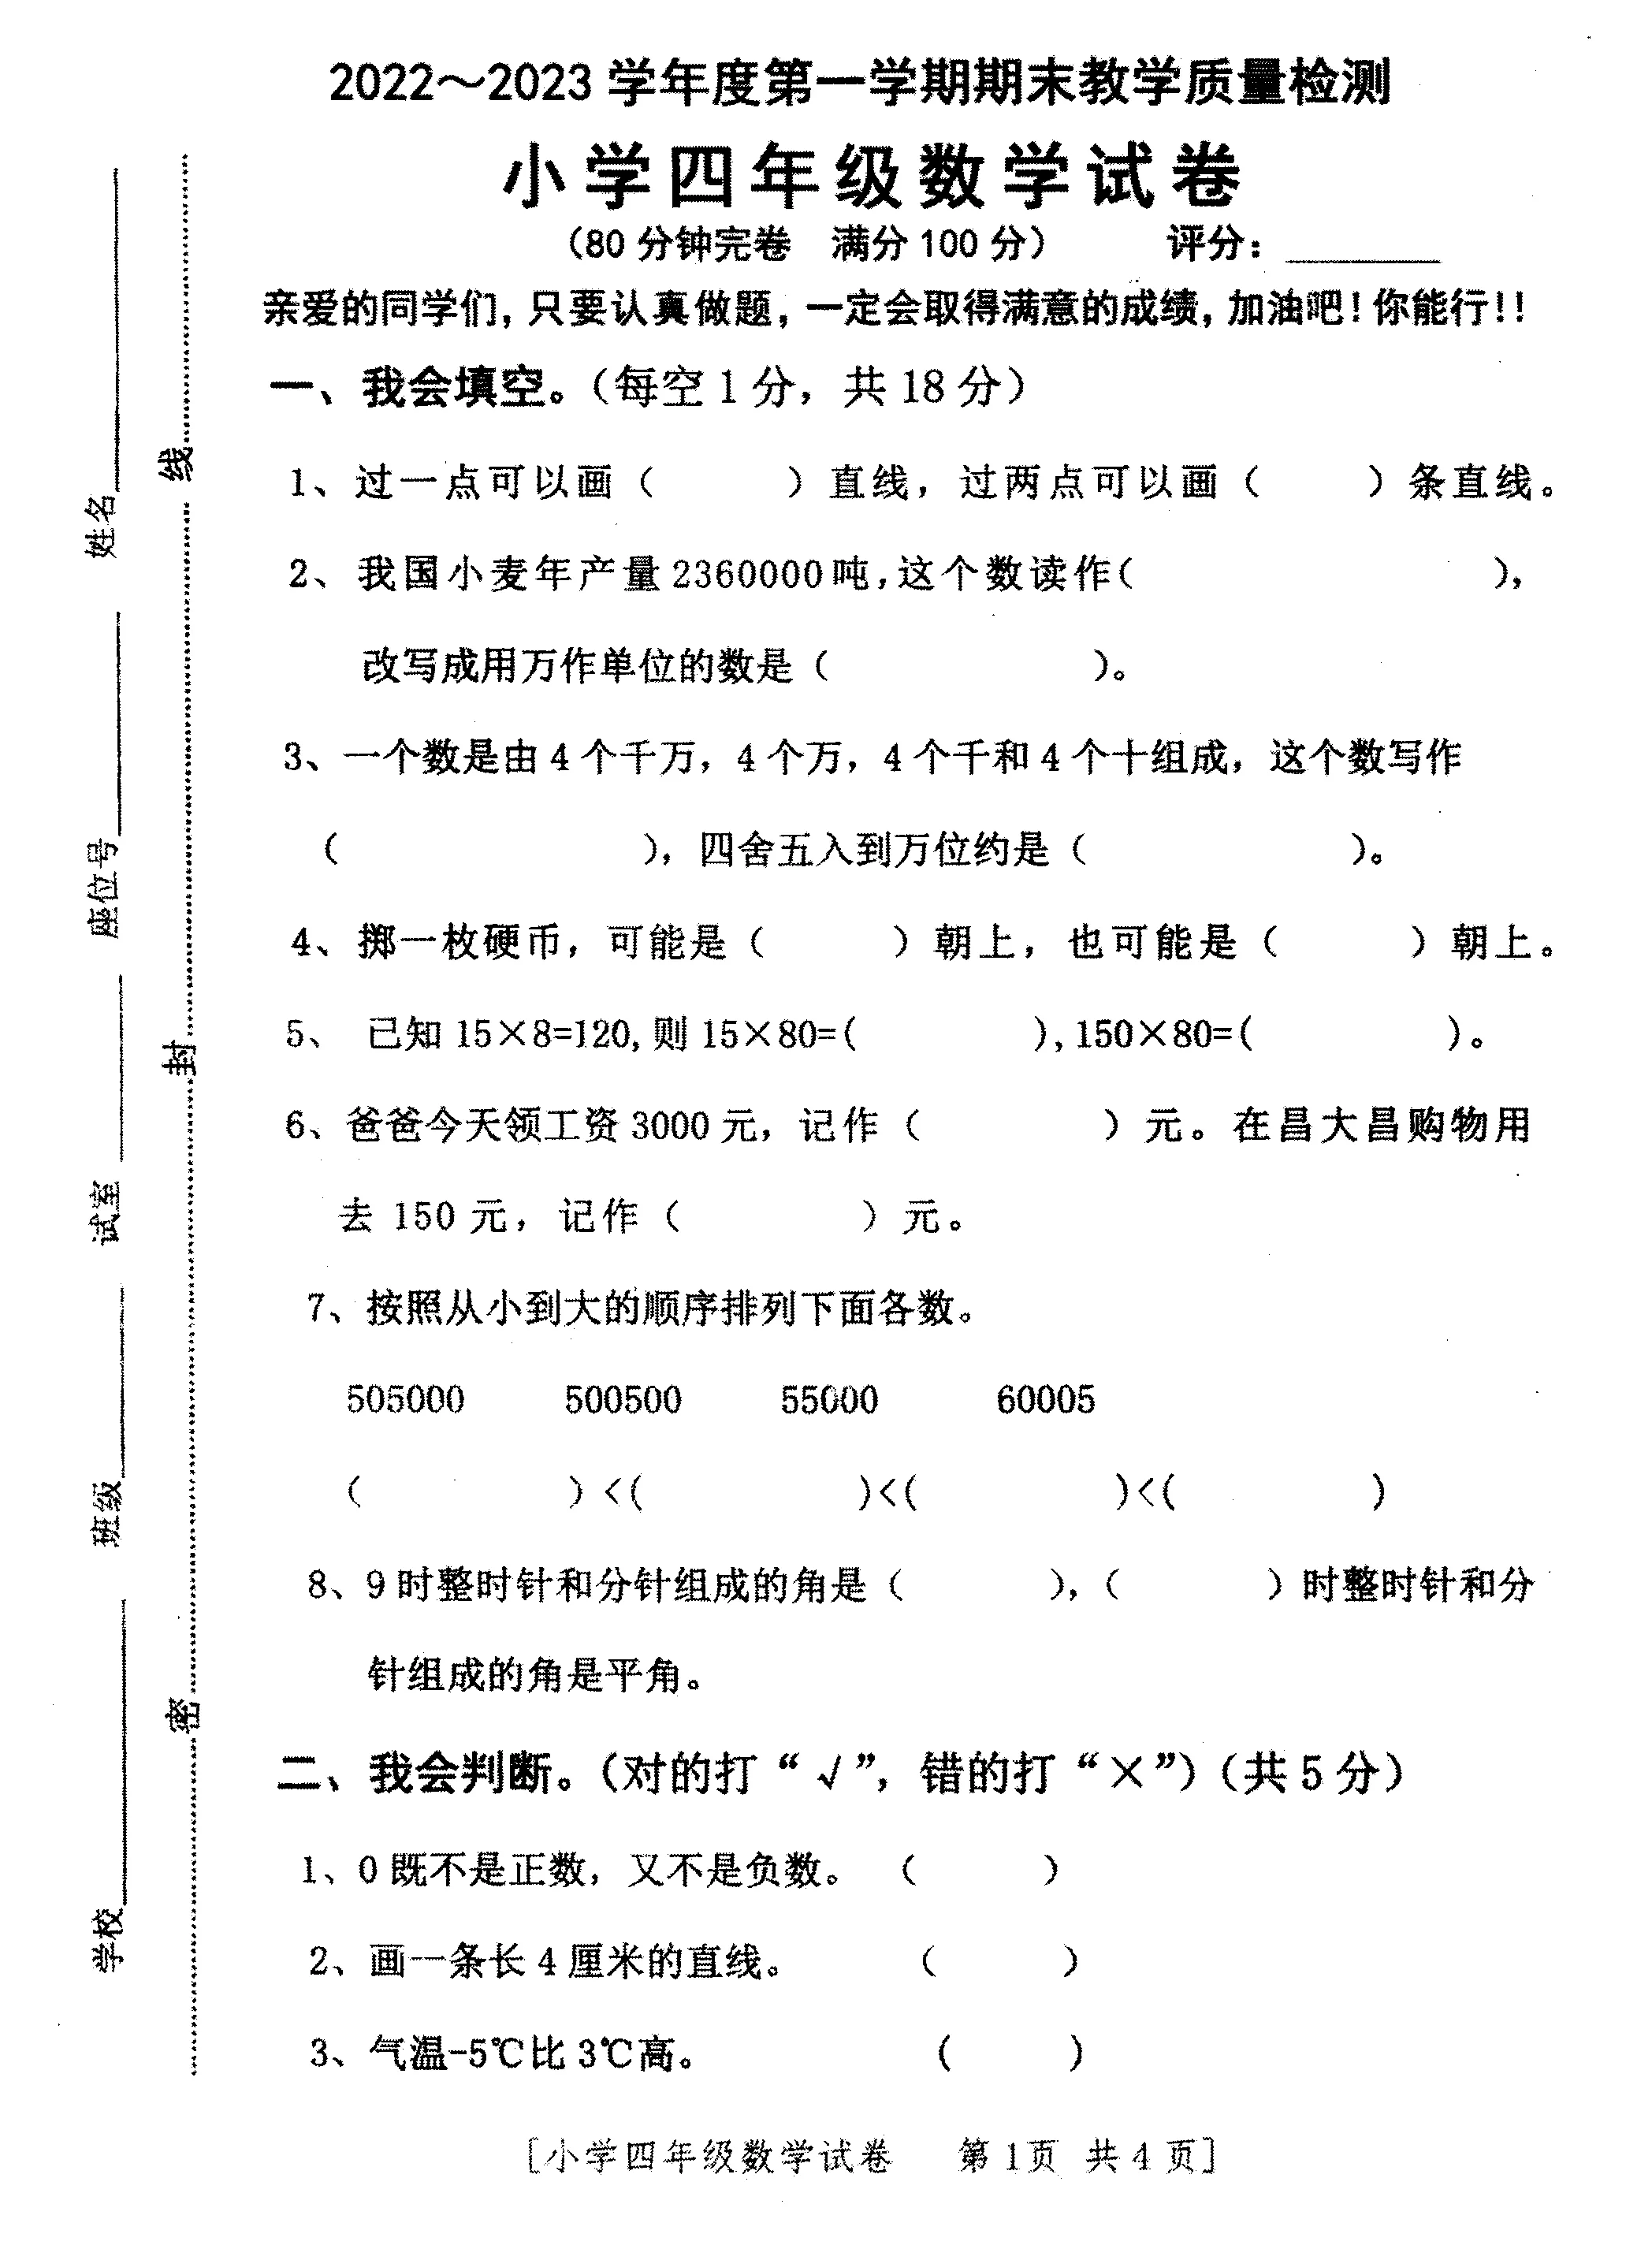 2022～2023 学年度第一学期期末教学质量检测
小学四年级数学试卷
（80 分钟完卷　满分 100 分）　　评分：________
亲爱的同学们，只要认真做题，一定会取得满意的成绩，加油吧！你能行！！
一、我会填空。（每空 1 分，共 18 分）
1、过一点可以画（　　　）直线，过两点可以画（　　　）条直线。
2、我国小麦年产量 2360000 吨，这个数读作（　　　　　　　　），
改写成用万作单位的数是（　　　　　　）。
3、一个数是由 4 个千万，4 个万，4 个千和 4 个十组成，这个数写作
（　　　　　　　），四舍五入到万位约是（　　　　　　）。
4、掷一枚硬币，可能是（　　　）朝上，也可能是（　　　）朝上。
5、 已知 15×8=120, 则 15×80=(　　　　), 150×80=(　　　　)。
6、爸爸今天领工资 3000 元，记作（　　　　）元。在昌大昌购物用
去 150 元，记作（　　　　）元。
7、按照从小到大的顺序排列下面各数。
505000　　500500　　55000　　60005
（　　　　　）<（　　　　　）<（　　　　　）<（　　　　　）
8、9 时整时针和分针组成的角是（　　　），（　　　）时整时针和分
针组成的角是平角。
二、我会判断。（对的打“√”，错的打“×”）（共 5 分）
1、0 既不是正数，又不是负数。（　　　）
2、画一条长 4 厘米的直线。（　　　）
3、气温-5℃比 3℃高。（　　　）
[小学四年级数学试卷　第 1页 共 4 页]
学校________ 班级________ 试室________ 座位号________ 姓名________
密 封 线